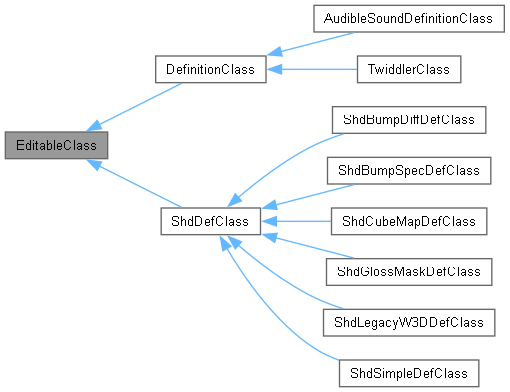 AudibleSoundDefinitionClass
DefinitionClass
TwiddlerClass
ShdBumpDiffDefClass
EditableClass
ShdBumpSpecDefClass
ShdDefClass
ShdCubeMapDefClass
ShdGlossMaskDefClass
ShdLegacyW3DDefClass
ShdSimpleDefClass